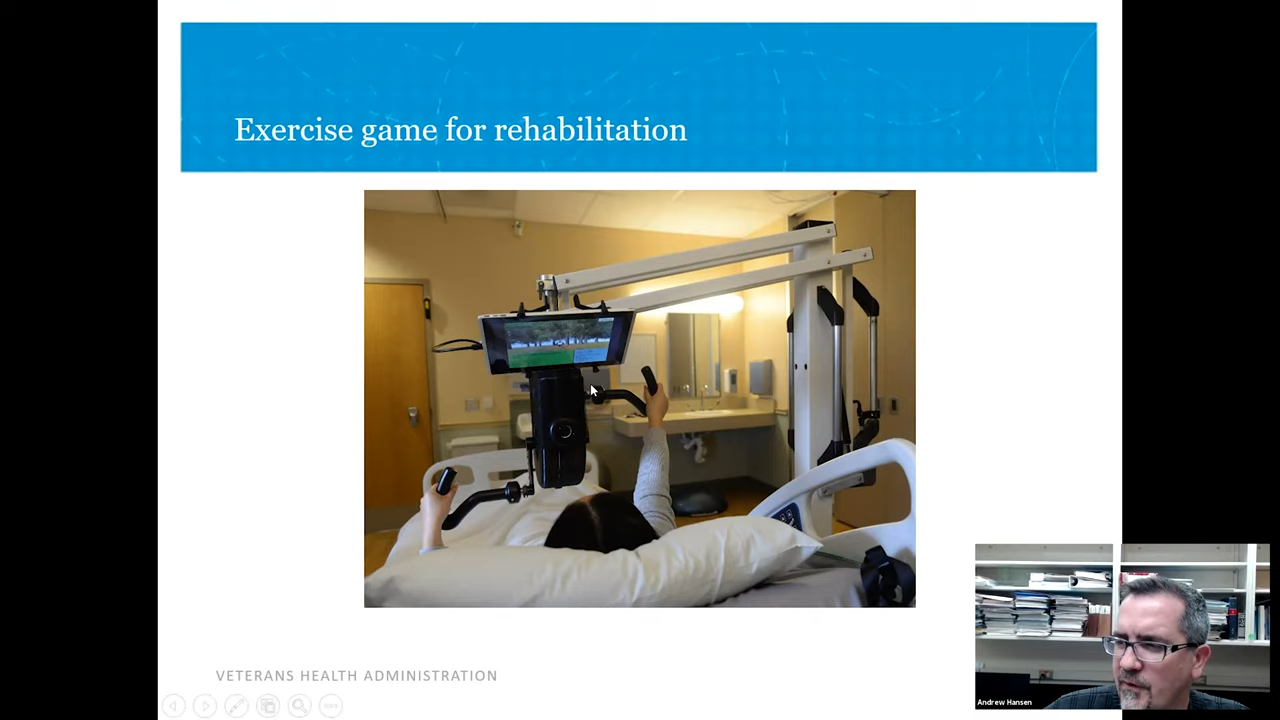 Exercise game for rehabilitation
VETERANS HEALTH ADMINISTRATION
Andrew Hansen